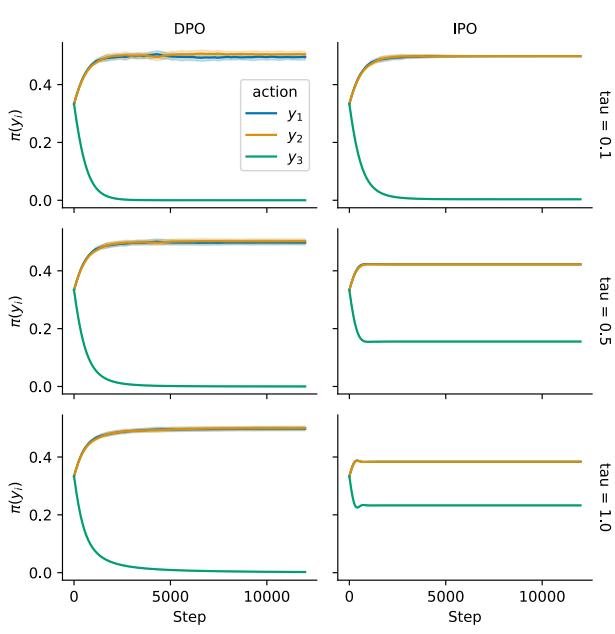 DPO IPO
π(yᵢ) 0.4 0.2 0.0
action
y₁
y₂
y₃
tau = 0.1
π(yᵢ) 0.4 0.2 0.0
tau = 0.5
π(yᵢ) 0.4 0.2 0.0
tau = 1.0
0 5000 10000 0 5000 10000
Step Step